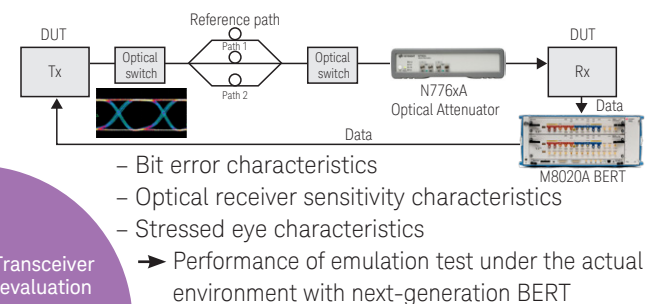 Reference path
DUT
Tx
Optical
switch
Path 1
Path 2
Optical
switch
N776xA
Optical Attenuator
DUT
Rx
Data
Data
M8020A BERT
– Bit error characteristics
– Optical receiver sensitivity characteristics
– Stressed eye characteristics
➔ Performance of emulation test under the actual
environment with next-generation BERT
Transceiver
evaluation